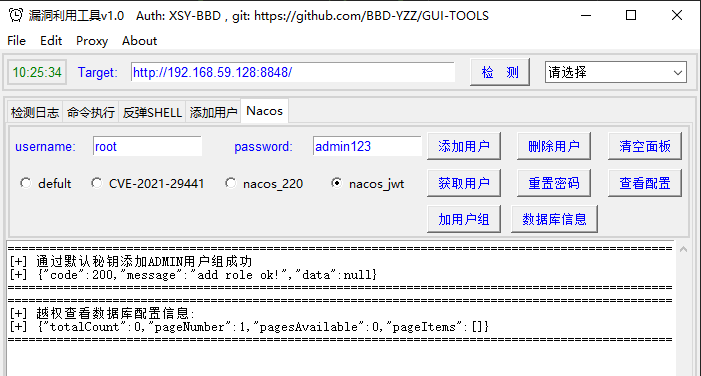 漏洞利用工具v1.0 Auth: XSY-BBD , git: https://github.com/BBD-YZZ/GUI-TOOLS
File Edit Proxy About
10:25:34 Target: http://192.168.59.128:8848/ 检 测 请选择
检测日志 命令执行 反弹SHELL 添加用户 Nacos
username: root password: admin123 添加用户 删除用户 清空面板
defult CVE-2021-29441 nacos_220 nacos_jwt 获取用户 重置密码 查看配置
加用户组 数据库信息
[+] 通过默认秘钥添加ADMIN用户组成功
[+] {"code":200,"message":"add role ok!","data":null}
[+] 越权查看数据库配置信息:
[+] {"totalCount":0,"pageNumber":1,"pagesAvailable":0,"pageItems":[]}